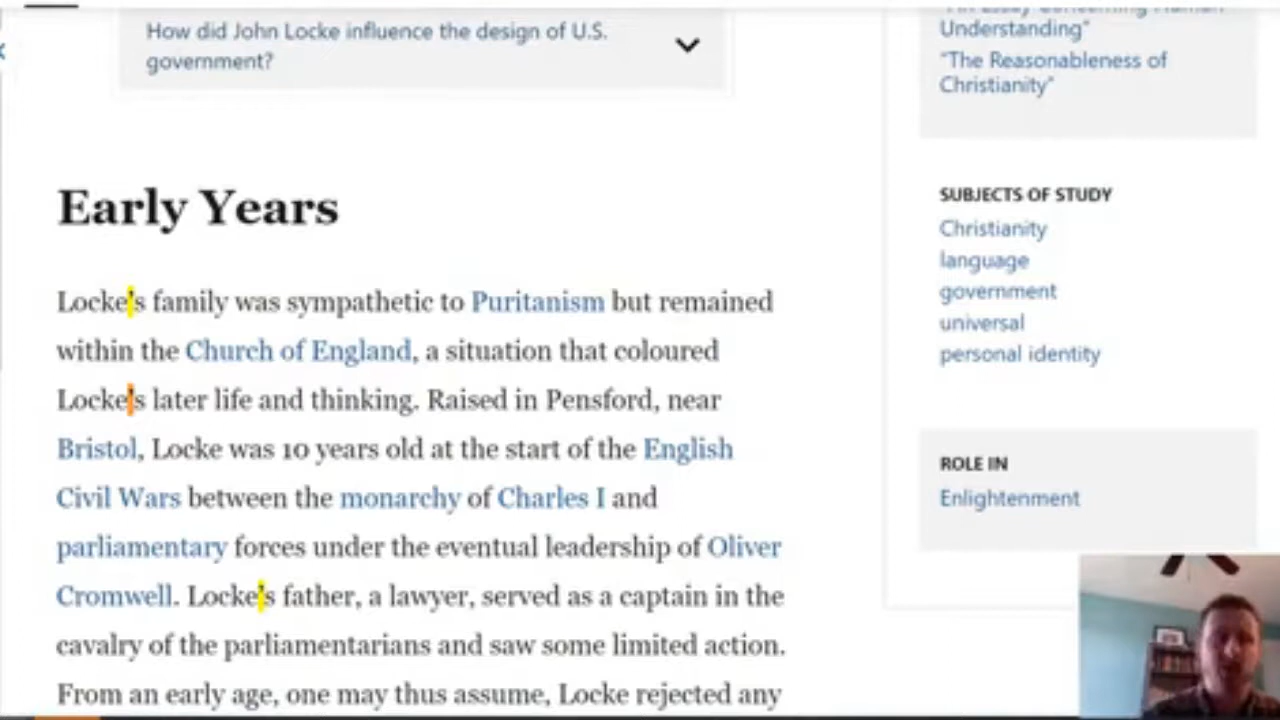 How did John Locke influence the design of U.S.
government?
Early Years
Locke's family was sympathetic to Puritanism but remained
within the Church of England, a situation that coloured
Locke's later life and thinking. Raised in Pensford, near
Bristol, Locke was 10 years old at the start of the English
Civil Wars between the monarchy of Charles I and
parliamentary forces under the eventual leadership of Oliver
Cromwell. Locke's father, a lawyer, served as a captain in the
cavalry of the parliamentarians and saw some limited action.
From an early age, one may thus assume, Locke rejected any
"An Essay Concerning Human
Understanding"
"The Reasonableness of
Christianity"
SUBJECTS OF STUDY
Christianity
language
government
universal
personal identity
ROLE IN
Enlightenment